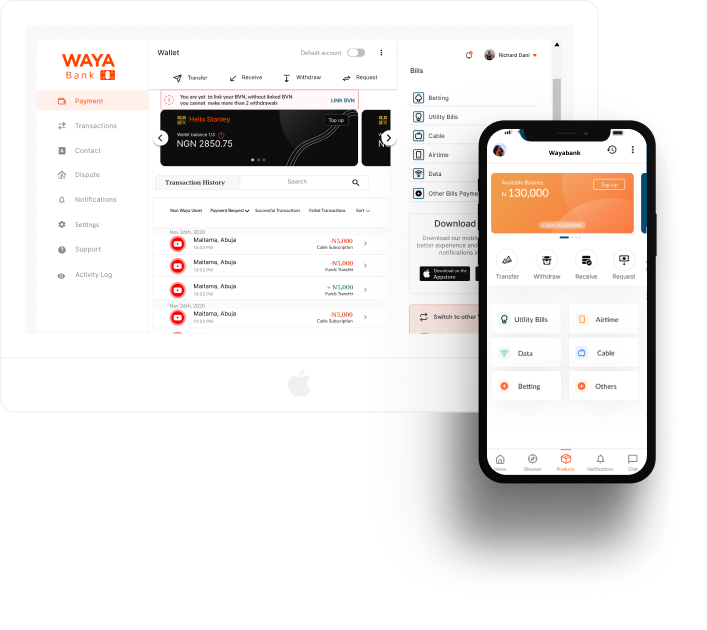 WAYA
Bank
Payment
Transactions
Contact
Dispute
Notifications
Settings
Support
Activity Log
Wallet
Default account
Transfer
Receive
Withdraw
Request
You are yet to link your BVN, without linked BVN
you cannot make more than 2 withdrawals
LINK BVN
Hello Stanley
Top up
Wallet balance 1/3
NGN 2850.75
Transaction History
Search
Non Waya Users
Payment Request
Successful Transactions
Failed Transactions
Sort
Nov 26th, 2020
Maitama, Abuja
10:03 PM
-N5,000
Cable Subscription
Maitama, Abuja
10:03 PM
-N5,000
Funds Transfer
Maitama, Abuja
10:03 PM
+ N5,000
Funds Transfer
Nov 26th, 2020
Maitama, Abuja
10:03 PM
-N5,000
Cable Subscription
Richard Dani
Bills
Betting
Utility Bills
Cable
Airtime
Data
Other Bills Payme
Download
Download our mobil
better experience and
notifications in
Download on the
Appstore
Switch to other
Wayabank
Available Balance
N 130,000
Top up
Transfer
Withdraw
Receive
Request
Utility Bills
Airtime
Data
Cable
Betting
Others
Home
Discover
Products
Notifications
Chat